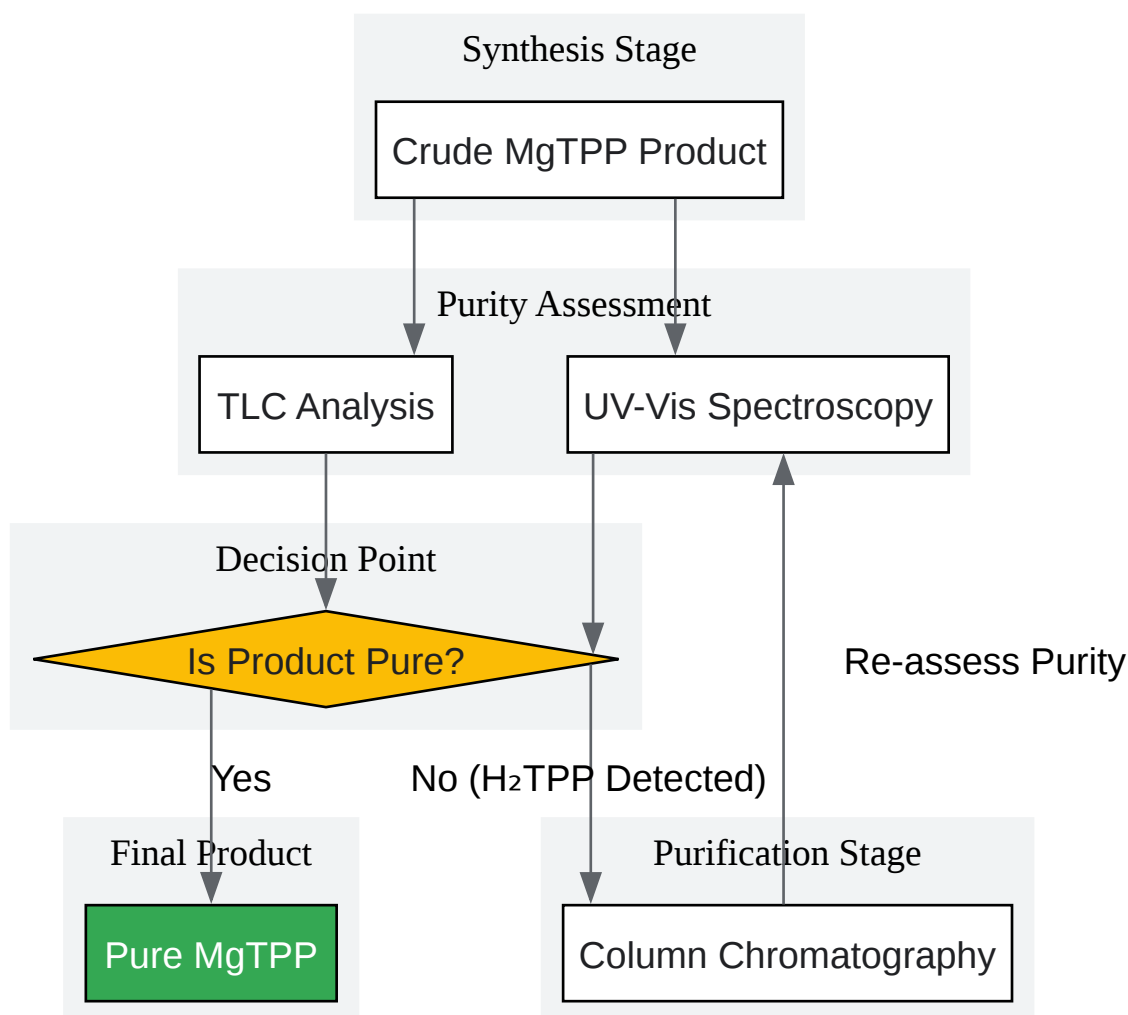 Synthesis Stage
Crude MgTPP Product
Purity Assessment
TLC Analysis
UV-Vis Spectroscopy
Decision Point
Is Product Pure?
Re-assess Purity
Yes
No (H₂TPP Detected)
Final Product
Purification Stage
Pure MgTPP
Column Chromatography